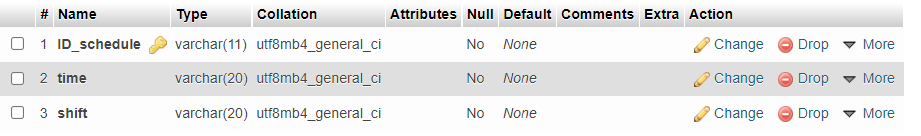 # Name Type Collation Attributes Null Default Comments Extra Action
1 ID_schedule varchar(11) utf8mb4_general_ci No None Change Drop More
2 time varchar(20) utf8mb4_general_ci No None Change Drop More
3 shift varchar(20) utf8mb4_general_ci No None Change Drop More